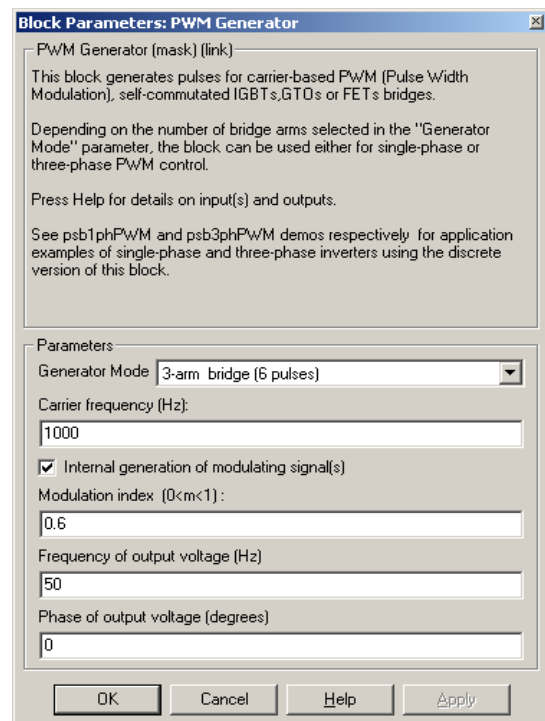 Block Parameters: PWM Generator
PWM Generator (mask) (link)
This block generates pulses for carrier-based PWM (Pulse Width
Modulation), self-commutated IGBTs,GTOs or FETs bridges.
Depending on the number of bridge arms selected in the "Generator
Mode" parameter, the block can be used either for single-phase or
three-phase PWM control.
Press Help for details on input(s) and outputs.
See psb1phPWM and psb3phPWM demos respectively for application
examples of single-phase and three-phase inverters using the discrete
version of this block.
Parameters
Generator Mode 3-arm bridge (6 pulses)
Carrier frequency (Hz):
1000
Internal generation of modulating signal(s)
Modulation index (0<m<1) :
0.6
Frequency of output voltage (Hz)
50
Phase of output voltage (degrees)
0
OK Cancel Help Apply